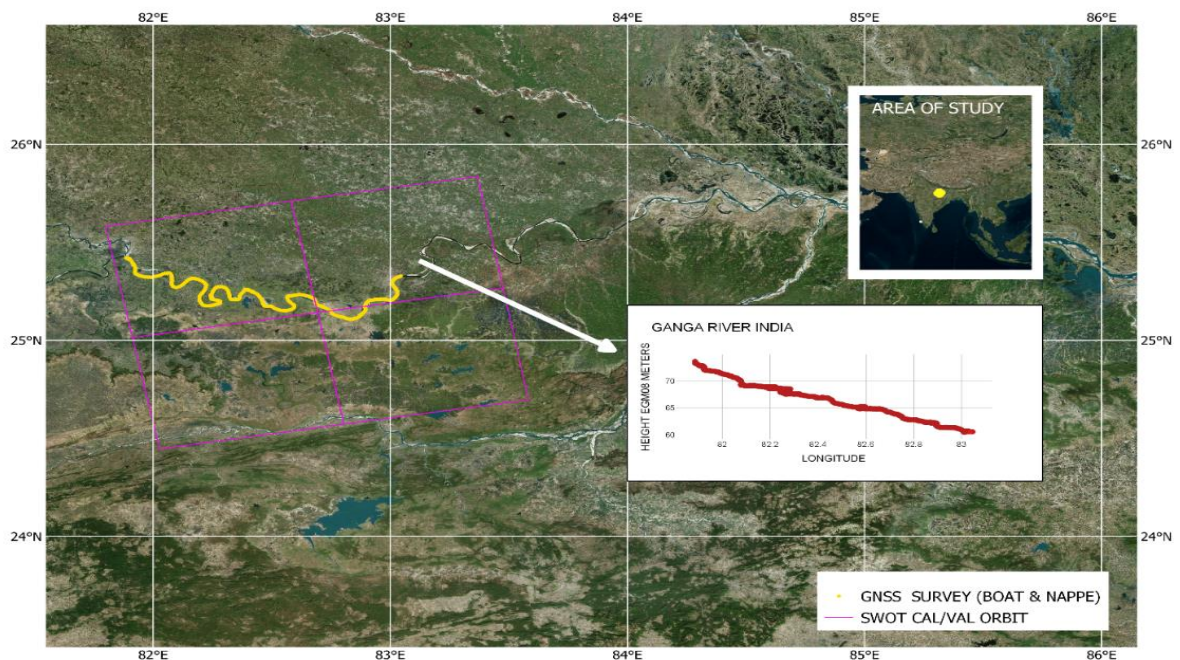 82°E 83°E 84°E 85°E 86°E
26°N 26°N
25°N 25°N
24°N 24°N
AREA OF STUDY
GANGA RIVER INDIA
HEIGHT EGM08 METERS
70
65
60
82 82.2 82.4 82.6 82.8 83
LONGITUDE
GNSS SURVEY (BOAT & NAPPE)
SWOT CAL/VAL ORBIT
82°E 83°E 84°E 85°E 86°E